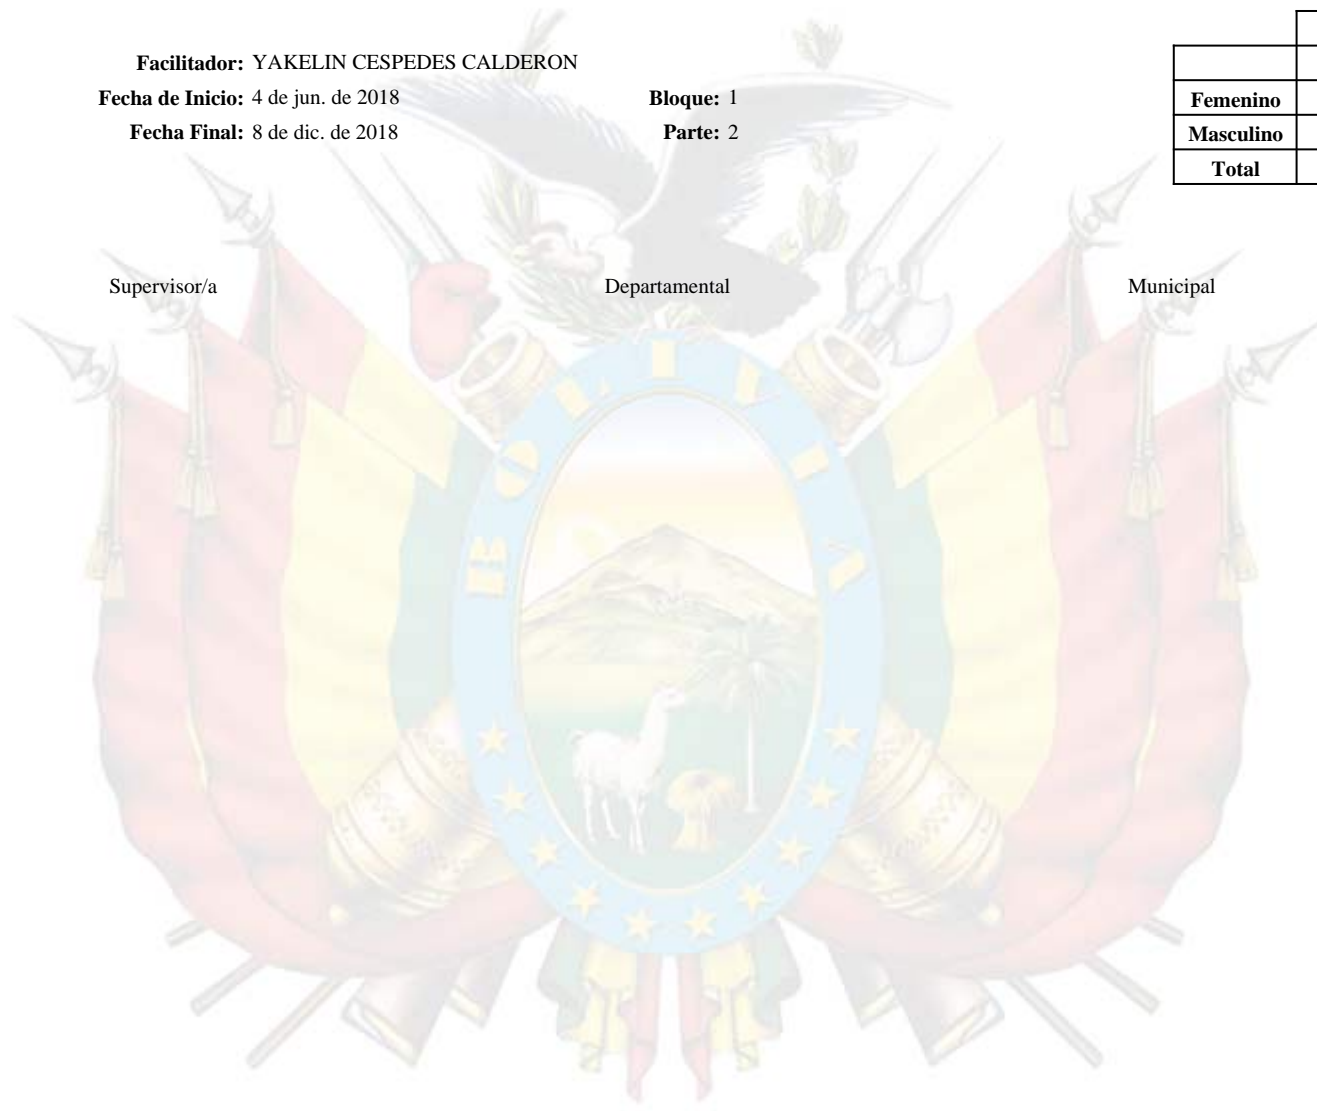 Facilitador: YAKELIN CESPEDES CALDERON
Fecha de Inicio: 4 de jun. de 2018 Bloque: 1
Femenino
Fecha Final: 8 de dic. de 2018 Parte: 2
Masculino
Total
Supervisor/a Departamental Municipal
BOLIVIA